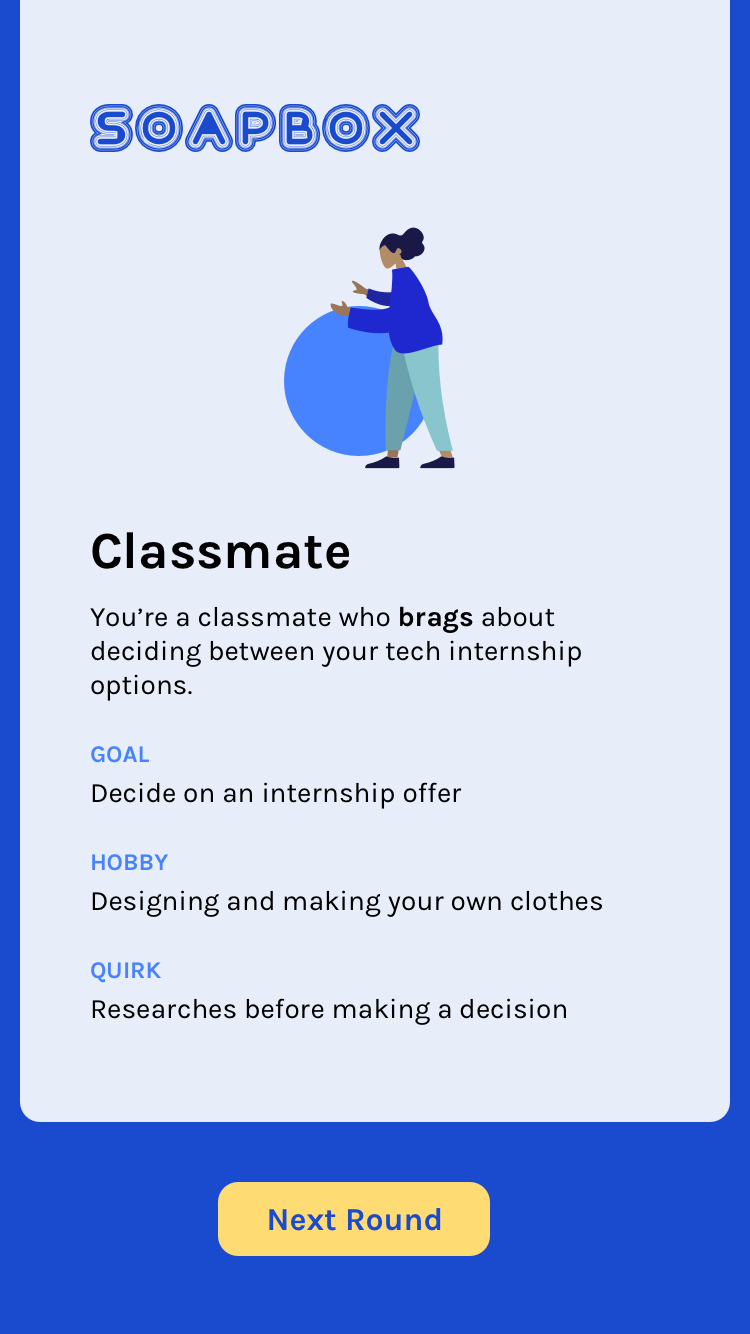 SOAPBOX
Classmate
You’re a classmate who brags about
deciding between your tech internship
options.
GOAL
Decide on an internship offer
HOBBY
Designing and making your own clothes
QUIRK
Researches before making a decision
Next Round